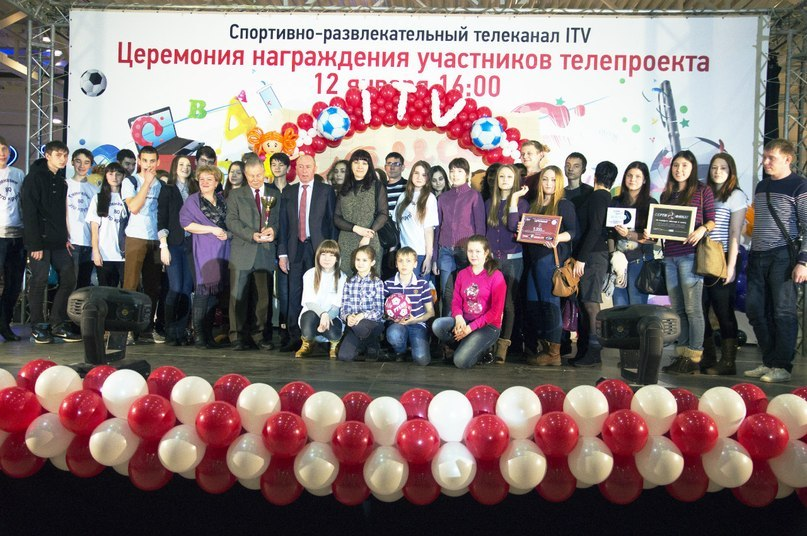 Спортивно-развлекательный телеканал ITV
Церемония награждения участников телепроекта
12 января 16:00
ITV